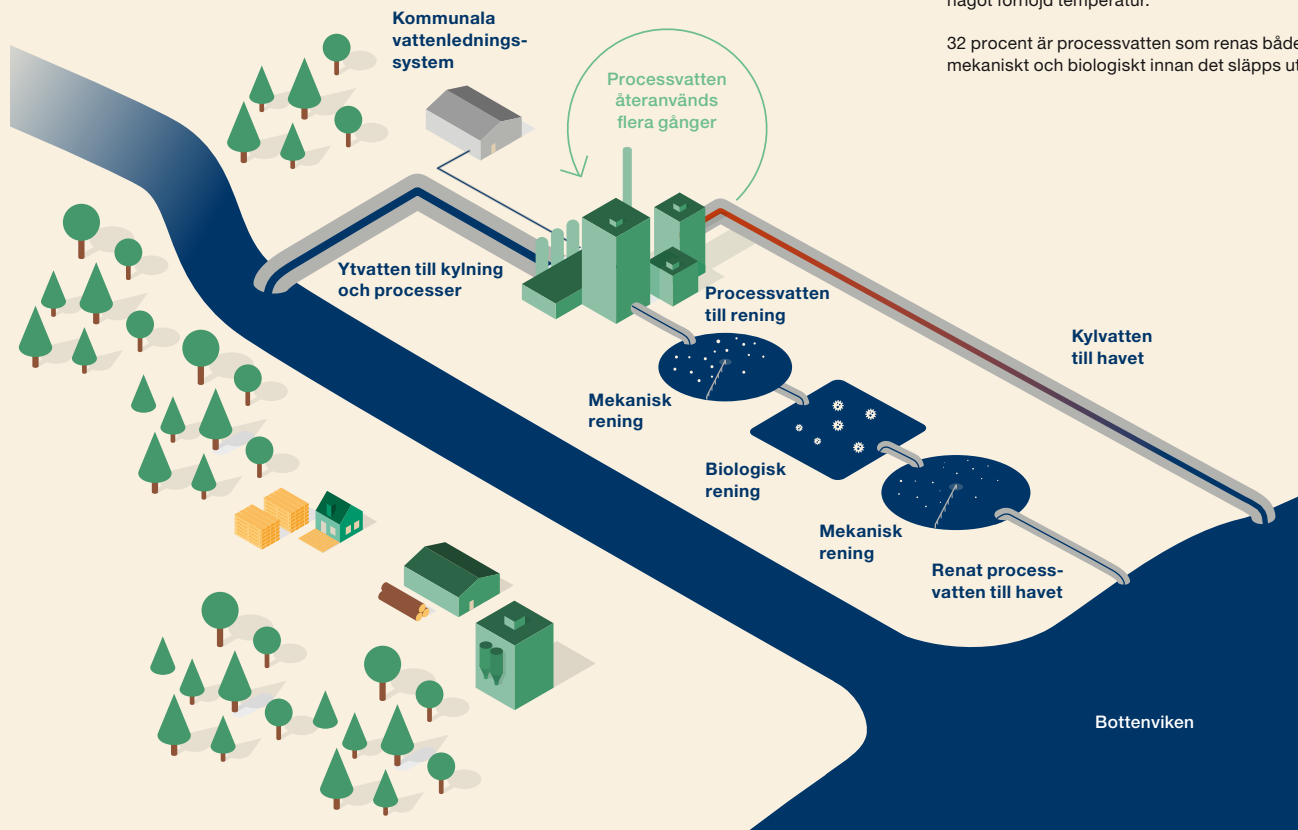 något förhöjd temperatur.
32 procent är processvatten som renas både
mekaniskt och biologiskt innan det släpps ut
Kommunala
vattenlednings-
system
Processvatten
återanvänds
flera gånger
Ytvatten till kylning
och processer
Processvatten
till rening
Kylvatten
till havet
Mekanisk
rening
Biologisk
rening
Mekanisk
rening
Renat process-
vatten till havet
Bottenviken